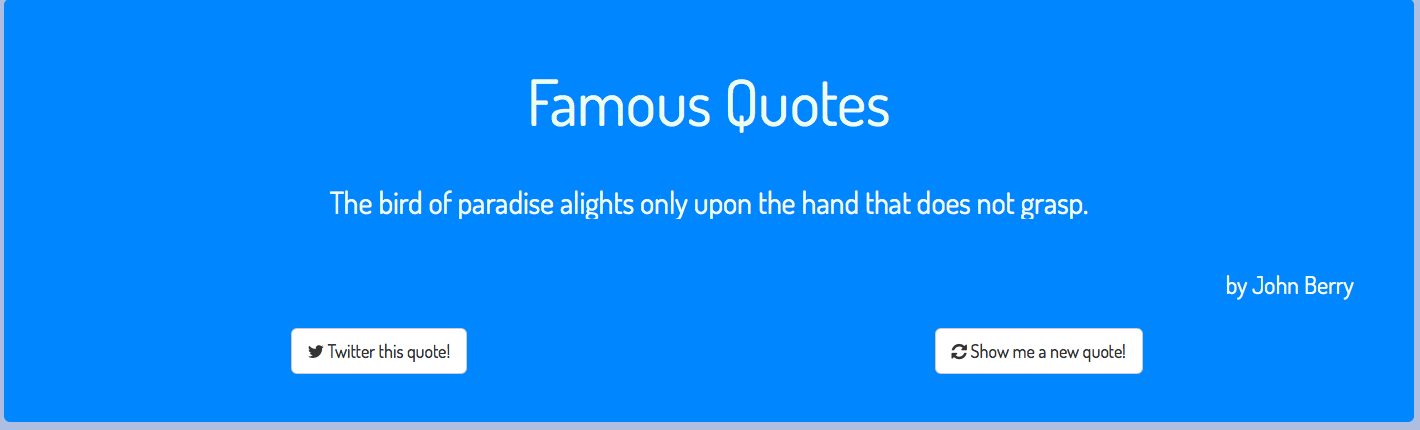 Famous Quotes
The bird of paradise alights only upon the hand that does not grasp.
by John Berry
Twitter this quote!
Show me a new quote!